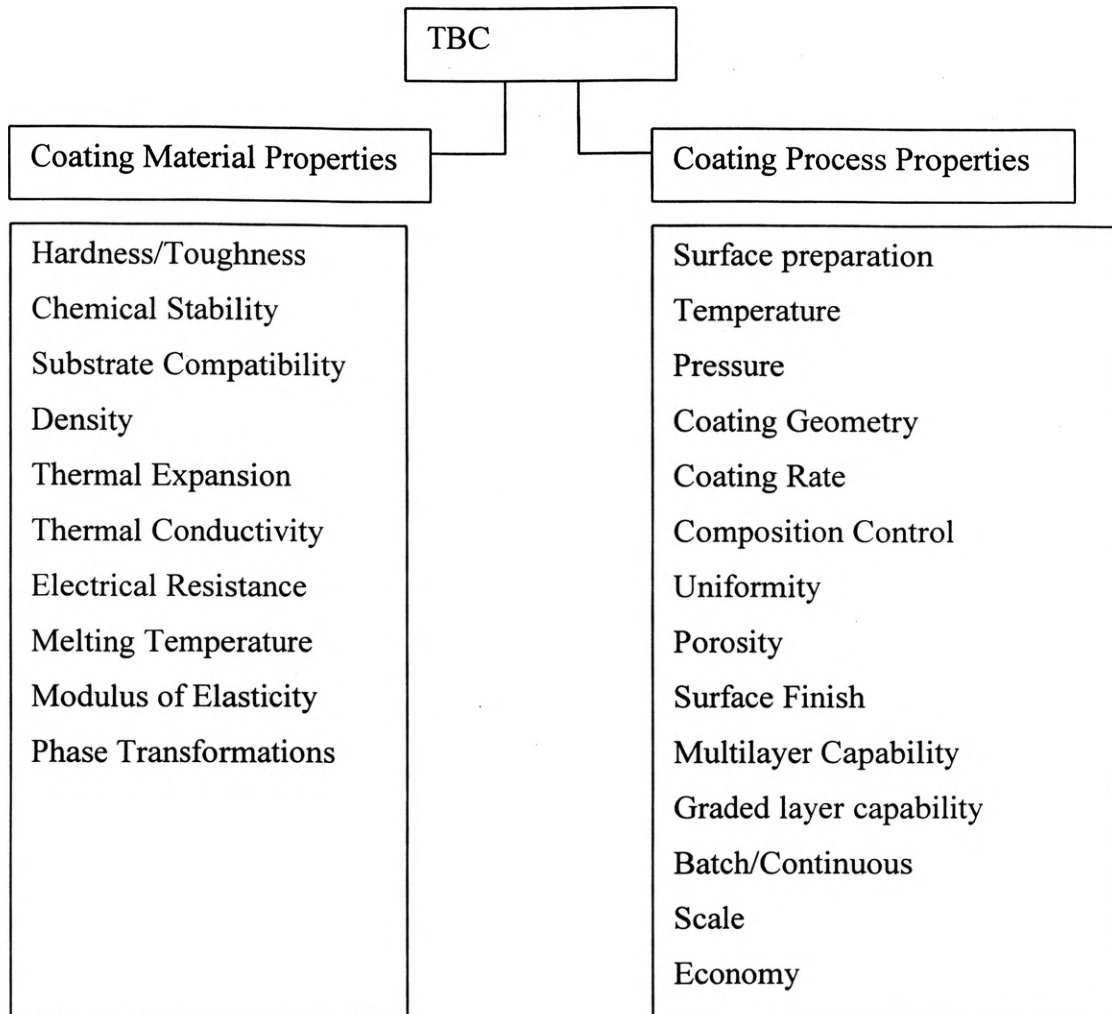 TBC
Coating Material Properties
Coating Process Properties
Hardness/Toughness
Chemical Stability
Substrate Compatibility
Density
Thermal Expansion
Thermal Conductivity
Electrical Resistance
Melting Temperature
Modulus of Elasticity
Phase Transformations
Surface preparation
Temperature
Pressure
Coating Geometry
Coating Rate
Composition Control
Uniformity
Porosity
Surface Finish
Multilayer Capability
Graded layer capability
Batch/Continuous
Scale
Economy